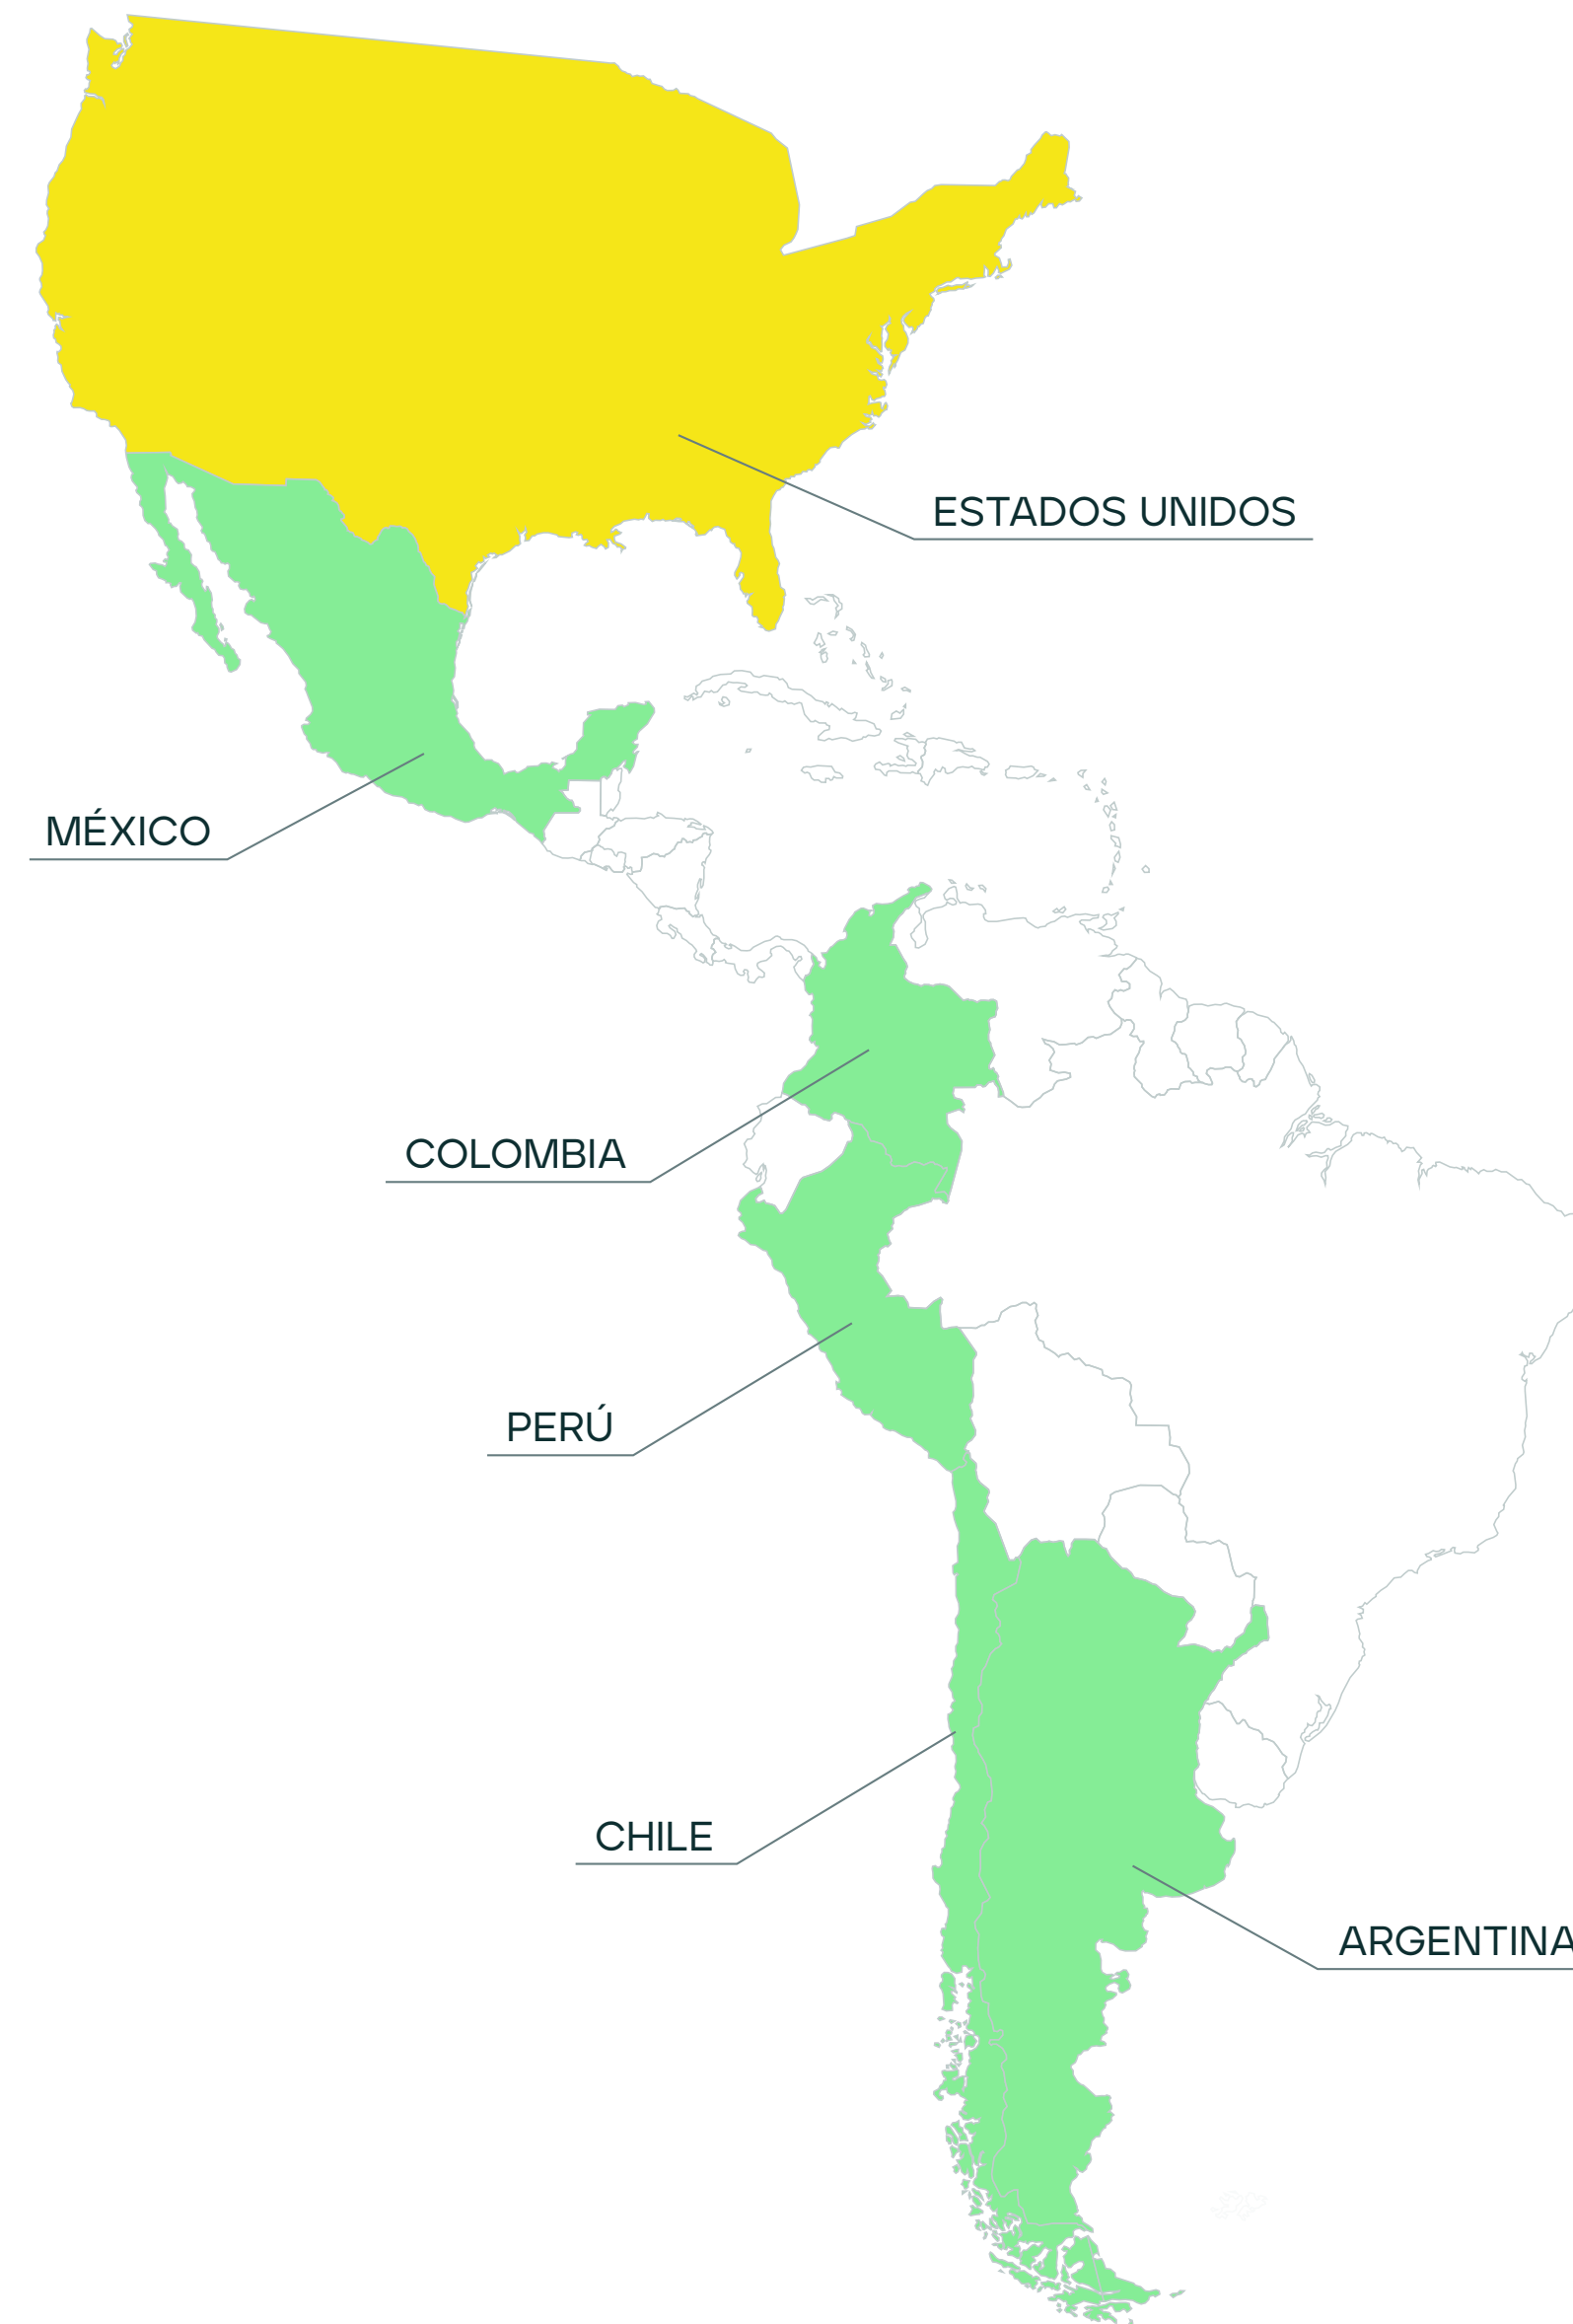 ESTADOS UNIDOS
MÉXICO
COLOMBIA
PERÚ
CHILE
ARGENTINA